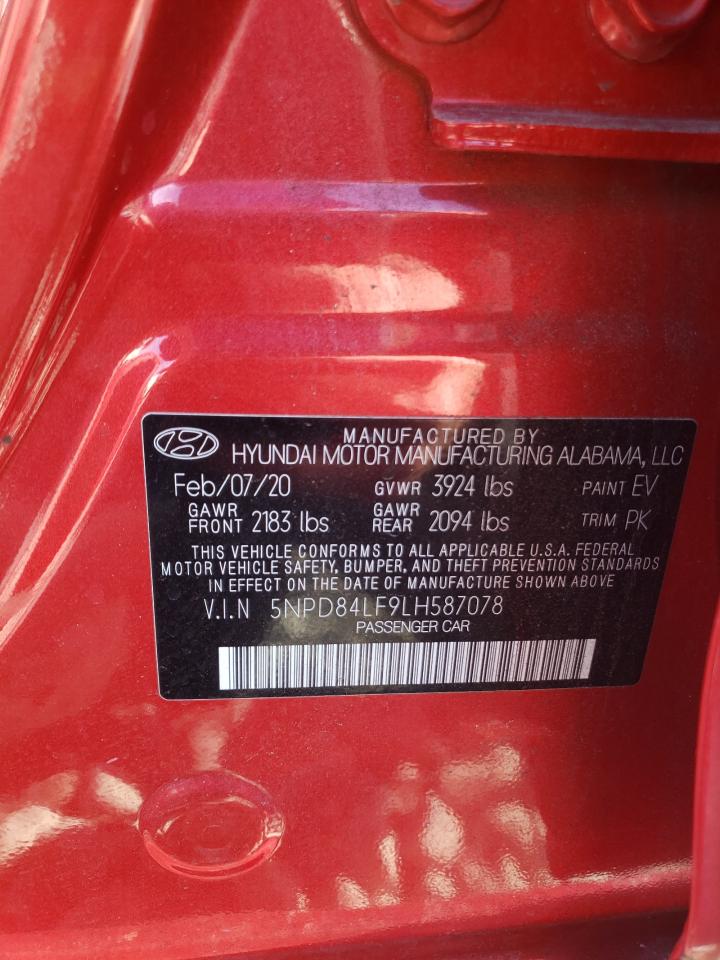 MANUFACTURED BY
HYUNDAI MOTOR MANUFACTURING ALABAMA, LLC
Feb/07/20 GVWR 3924 lbs PAINT EV
GAWR FRONT 2183 lbs GAWR REAR 2094 lbs TRIM PK
THIS VEHICLE CONFORMS TO ALL APPLICABLE U.S.A. FEDERAL
MOTOR VEHICLE SAFETY, BUMPER, AND THEFT PREVENTION STANDARDS
IN EFFECT ON THE DATE OF MANUFACTURE SHOWN ABOVE
V.I.N 5NPD84LF9LH587078
PASSENGER CAR